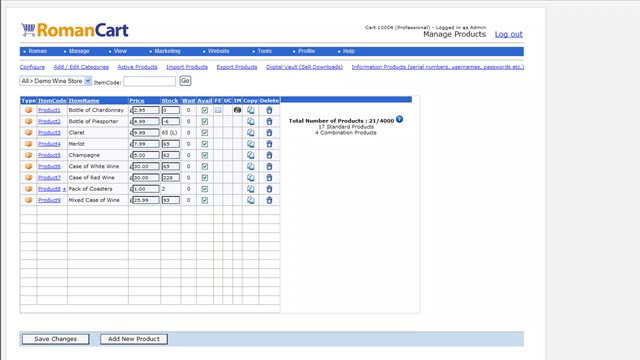 RomanCart
Cart 10004 (Professional) - Logged in as Admin
Manage Products Log out
Roman Manage View Marketing Website Tools Profile Help
Configure Add / Edit Categories Active Products Import Products Export Products Digital Vault (Sell Downloads) Information Products (serial numbers, usernames, passwords etc.)
All > Demo Wine Store ItemCode: Go
Type ItemCode ItemName Price Stock Wait Avail FE UC IM Copy Delete
Product1 Bottle of Chardonnay £2.95 0 0
Product2 Bottle of Piesporter £4.99 -6 0
Product3 Claret £9.99 65 (L) 0
Product4 Merlot £7.99 65 0
Product5 Champagne £5.00 62 0
Product6 Case of White Wine £30.00 65 0
Product7 Case of Red Wine £30.00 228 0
Product8 + Pack of Coasters £1.00 2 0
Product9 Mixed Case of Wine £25.99 93 0
Total Number of Products : 21/4000 ?
17 Standard Products
4 Combination Products
Save Changes Add New Product